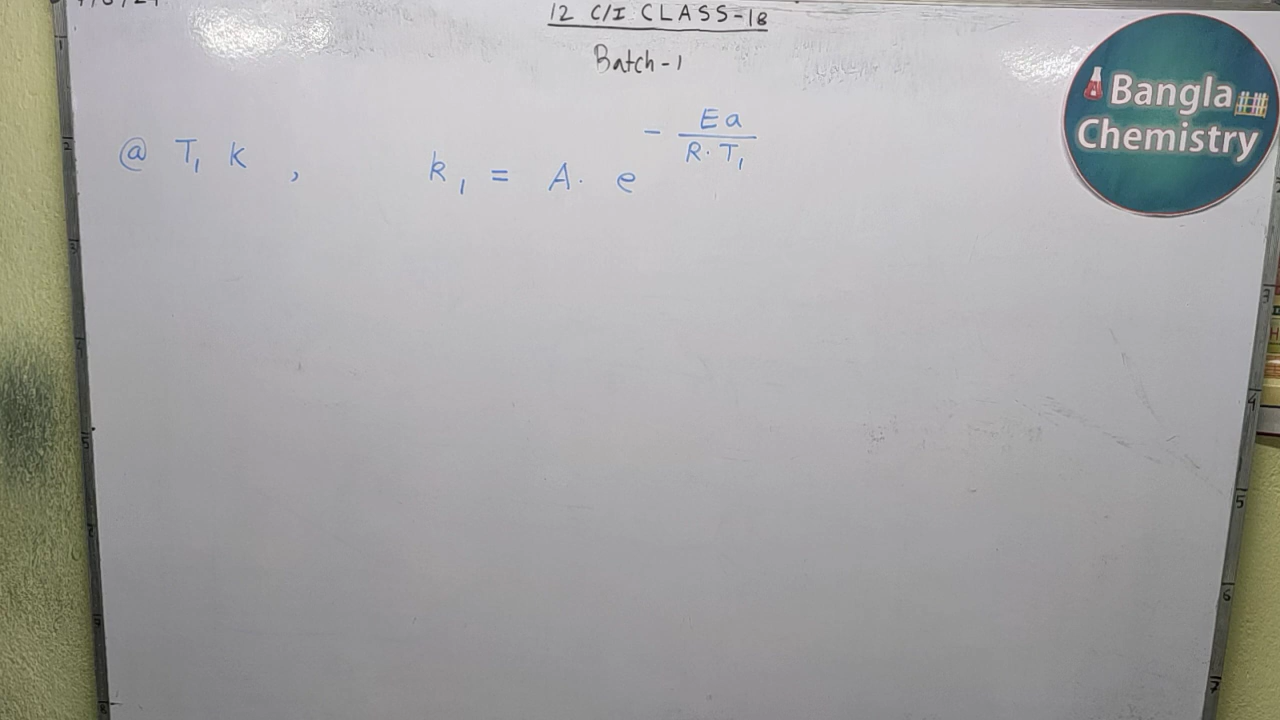 12 C/I CLASS-18
Batch-1
Bangla
Chemistry
@ T₁ K , k₁ = A. e^(-Ea/R.T₁)